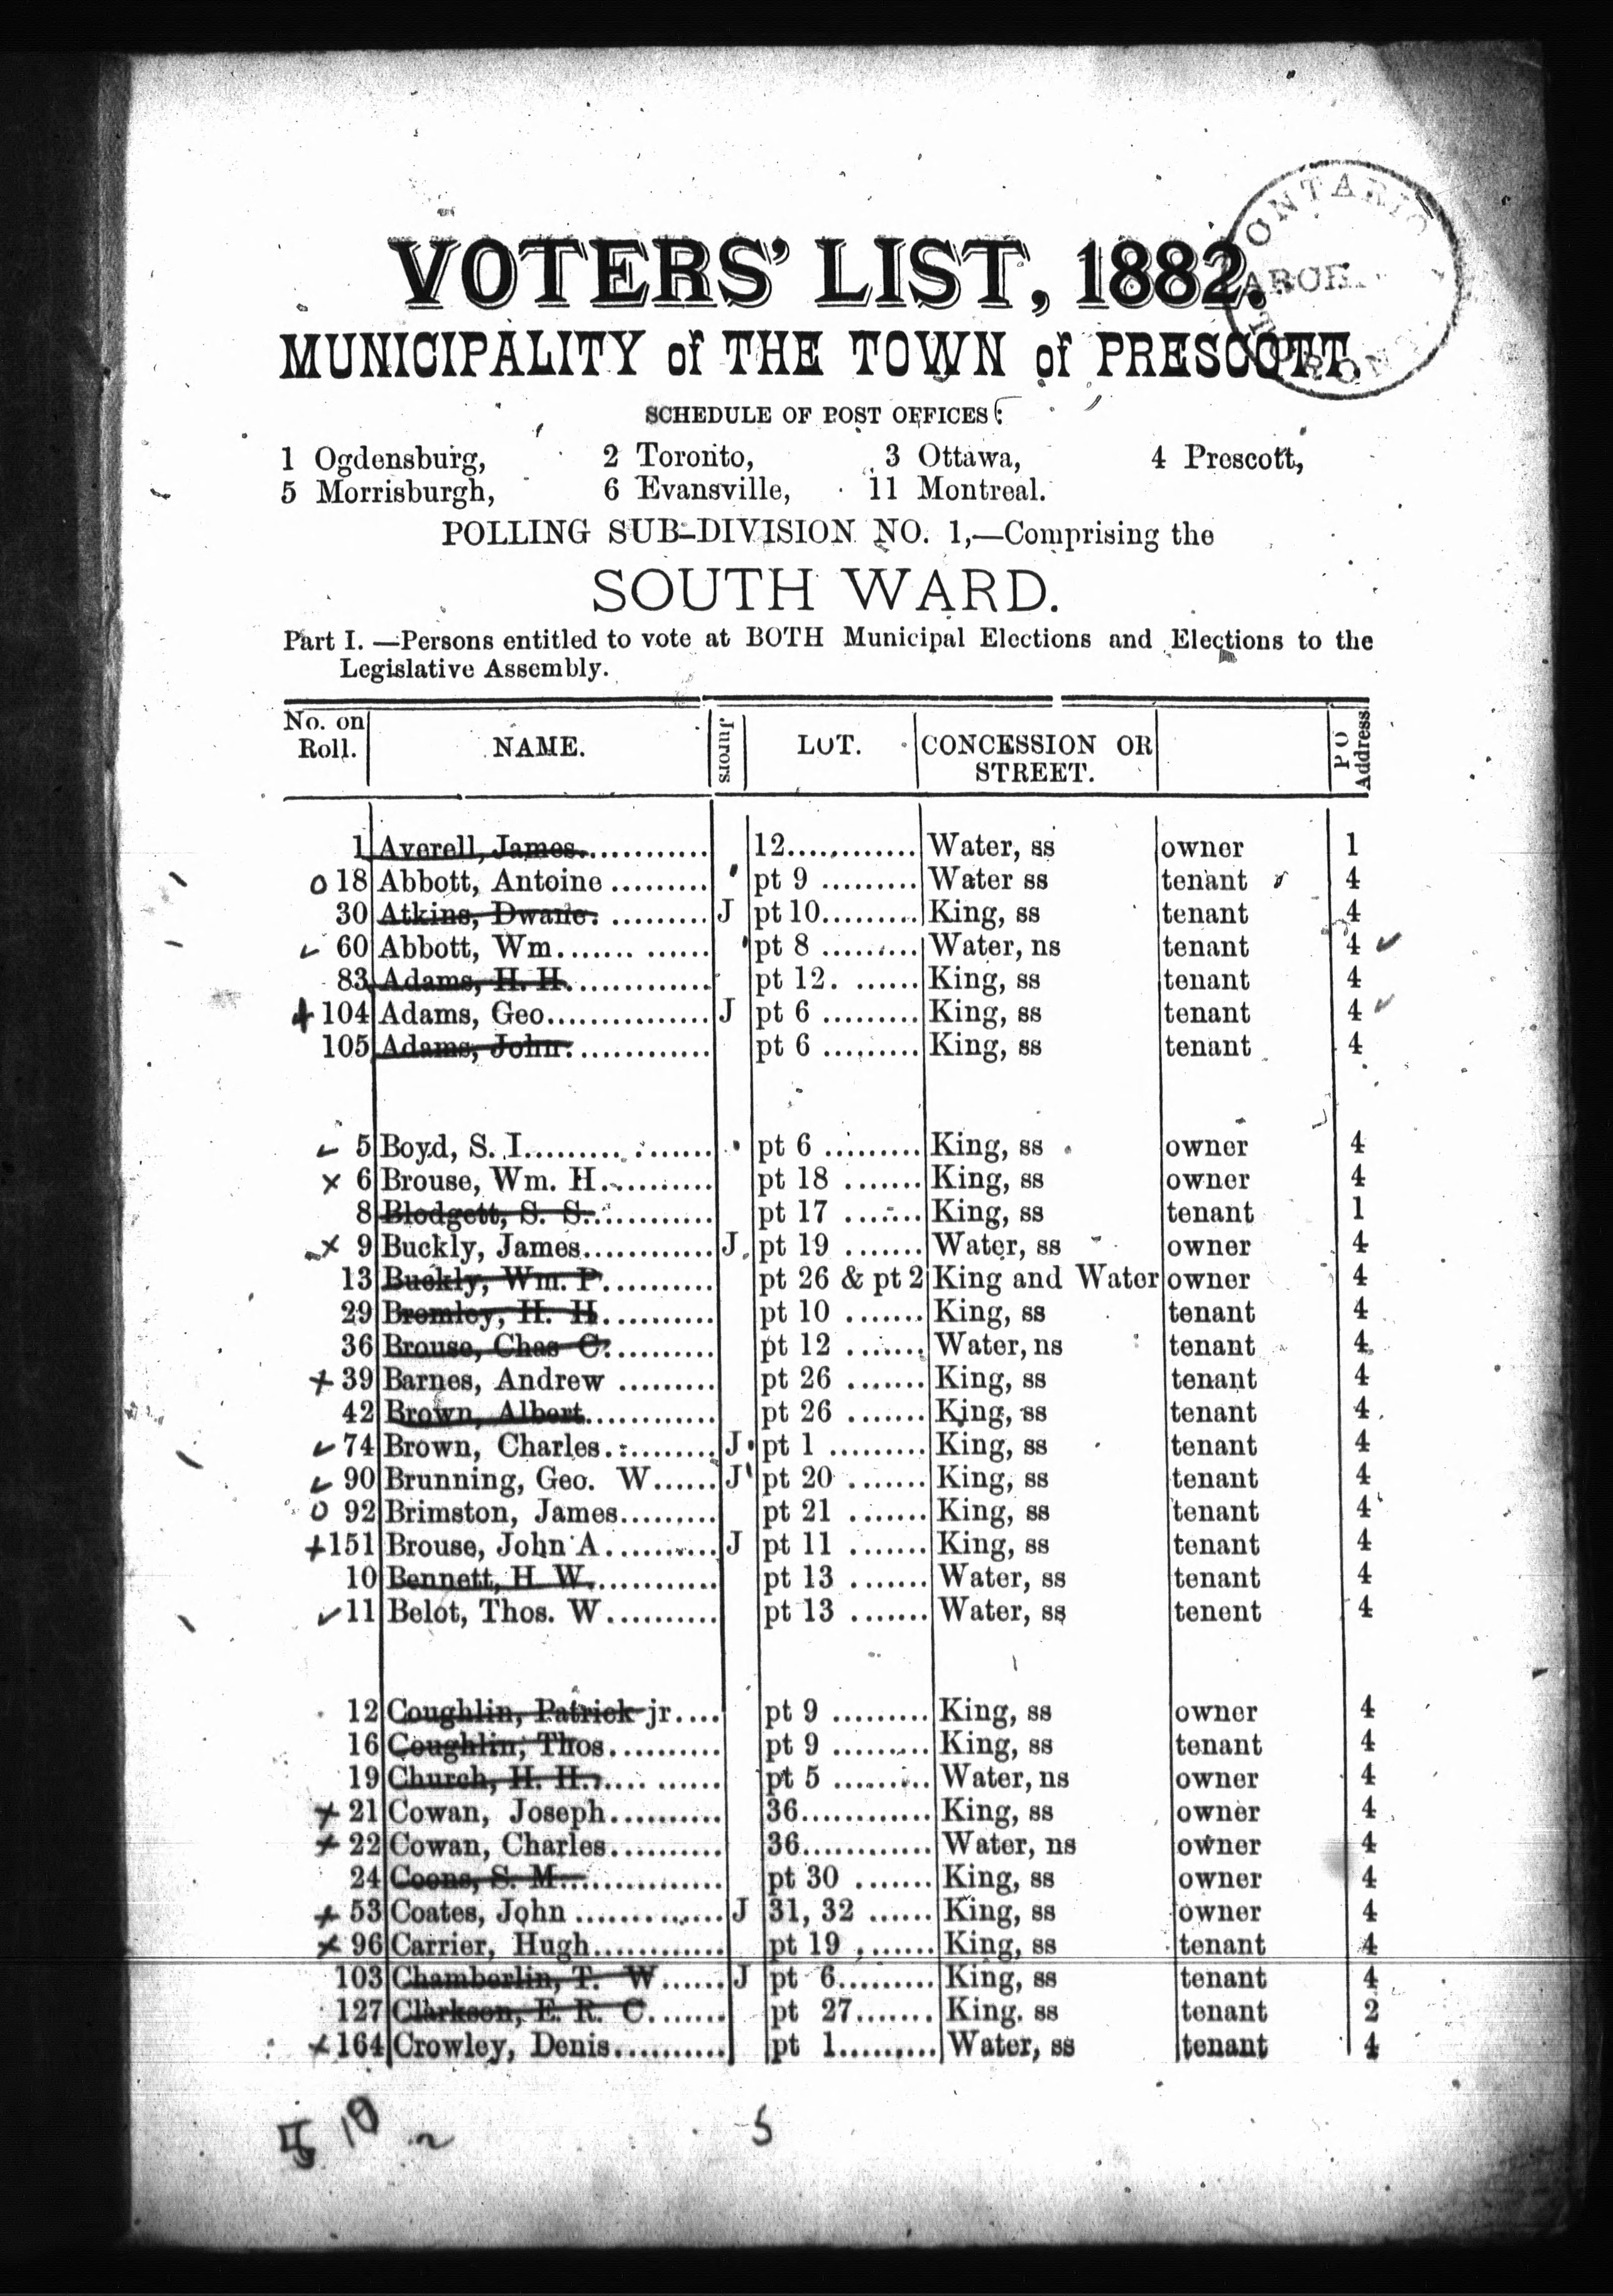 ONTARIO
ARCH
TORONTO
VOTERS' LIST, 1882.
MUNICIPALITY of THE TOWN of PRESCOTT.
SCHEDULE OF POST OFFICES:
1 Ogdensburg, 2 Toronto, 3 Ottawa, 4 Prescott,
5 Morrisburgh, 6 Evansville, 11 Montreal.
POLLING SUB-DIVISION NO. 1,—Comprising the
SOUTH WARD.
Part I.—Persons entitled to vote at BOTH Municipal Elections and Elections to the
Legislative Assembly.
No. on Roll. NAME. Jurors LOT. CONCESSION OR STREET. P O Address
1 Averell, James............ 12............ Water, ss owner 1
o 18 Abbott, Antoine ......... pt 9 ......... Water ss tenant 4
30 Atkins, Dwane. ......... J pt 10......... King, ss tenant 4
✓ 60 Abbott, Wm....... ...... pt 8 ......... Water, ns tenant 4 ✓
83 Adams, H. H............. pt 12. ...... King, ss tenant 4
+ 104 Adams, Geo............... J pt 6 ......... King, ss tenant 4 ✓
105 Adams, John............. pt 6 ......... King, ss tenant 4
✓ 5 Boyd, S. I......... ....... pt 6 ......... King, ss owner 4
x 6 Brouse, Wm. H.......... pt 18 ....... King, ss owner 4
8 Blodgett, S. S............ pt 17 ....... King, ss tenant 1
x 9 Buckly, James............ J pt 19 ....... Water, ss owner 4
13 Buckly, Wm. P.......... pt 26 & pt 2 King and Water owner 4
29 Bromley, H. H.......... pt 10 ....... King, ss tenant 4
36 Brouse, Chas C.......... pt 12 ....... Water, ns tenant 4
+ 39 Barnes, Andrew ......... pt 26 ....... King, ss tenant 4
42 Brown, Albert............ pt 26 ....... King, ss tenant 4
✓ 74 Brown, Charles........... J pt 1 ......... King, ss tenant 4
✓ 90 Brunning, Geo. W...... J pt 20 ....... King, ss tenant 4
o 92 Brimston, James......... pt 21 ....... King, ss tenant 4
+ 151 Brouse, John A........... J pt 11 ....... King, ss tenant 4
10 Bennett, H. W............ pt 13 ....... Water, ss tenant 4
✓ 11 Belot, Thos. W.......... pt 13 ....... Water, ss tenent 4
12 Coughlin, Patrick jr.... pt 9 ......... King, ss owner 4
16 Coughlin, Thos.......... pt 9 ......... King, ss tenant 4
19 Church, H. H...... ...... pt 5 ......... Water, ns owner 4
+ 21 Cowan, Joseph.......... 36............ King, ss owner 4
+ 22 Cowan, Charles.......... 36............ Water, ns owner 4
24 Coons, S. M............... pt 30 ....... King, ss owner 4
+ 53 Coates, John ............. J 31, 32 ...... King, ss owner 4
x 96 Carrier, Hugh............ pt 19 ....... King, ss tenant 4
103 Chamberlin, T. W...... J pt 6......... King, ss tenant 4
127 Clarkson, E. R. C....... pt 27....... King. ss tenant 2
+ 164 Crowley, Denis.......... pt 1......... Water, ss tenant 4
10 2 5